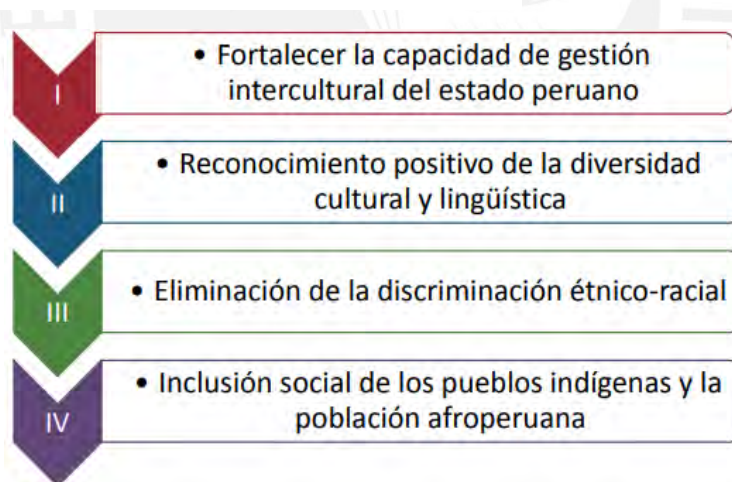 I
• Fortalecer la capacidad de gestión
intercultural del estado peruano
II
• Reconocimiento positivo de la diversidad
cultural y lingüística
III
• Eliminación de la discriminación étnico-racial
IV
• Inclusión social de los pueblos indígenas y la
población afroperuana